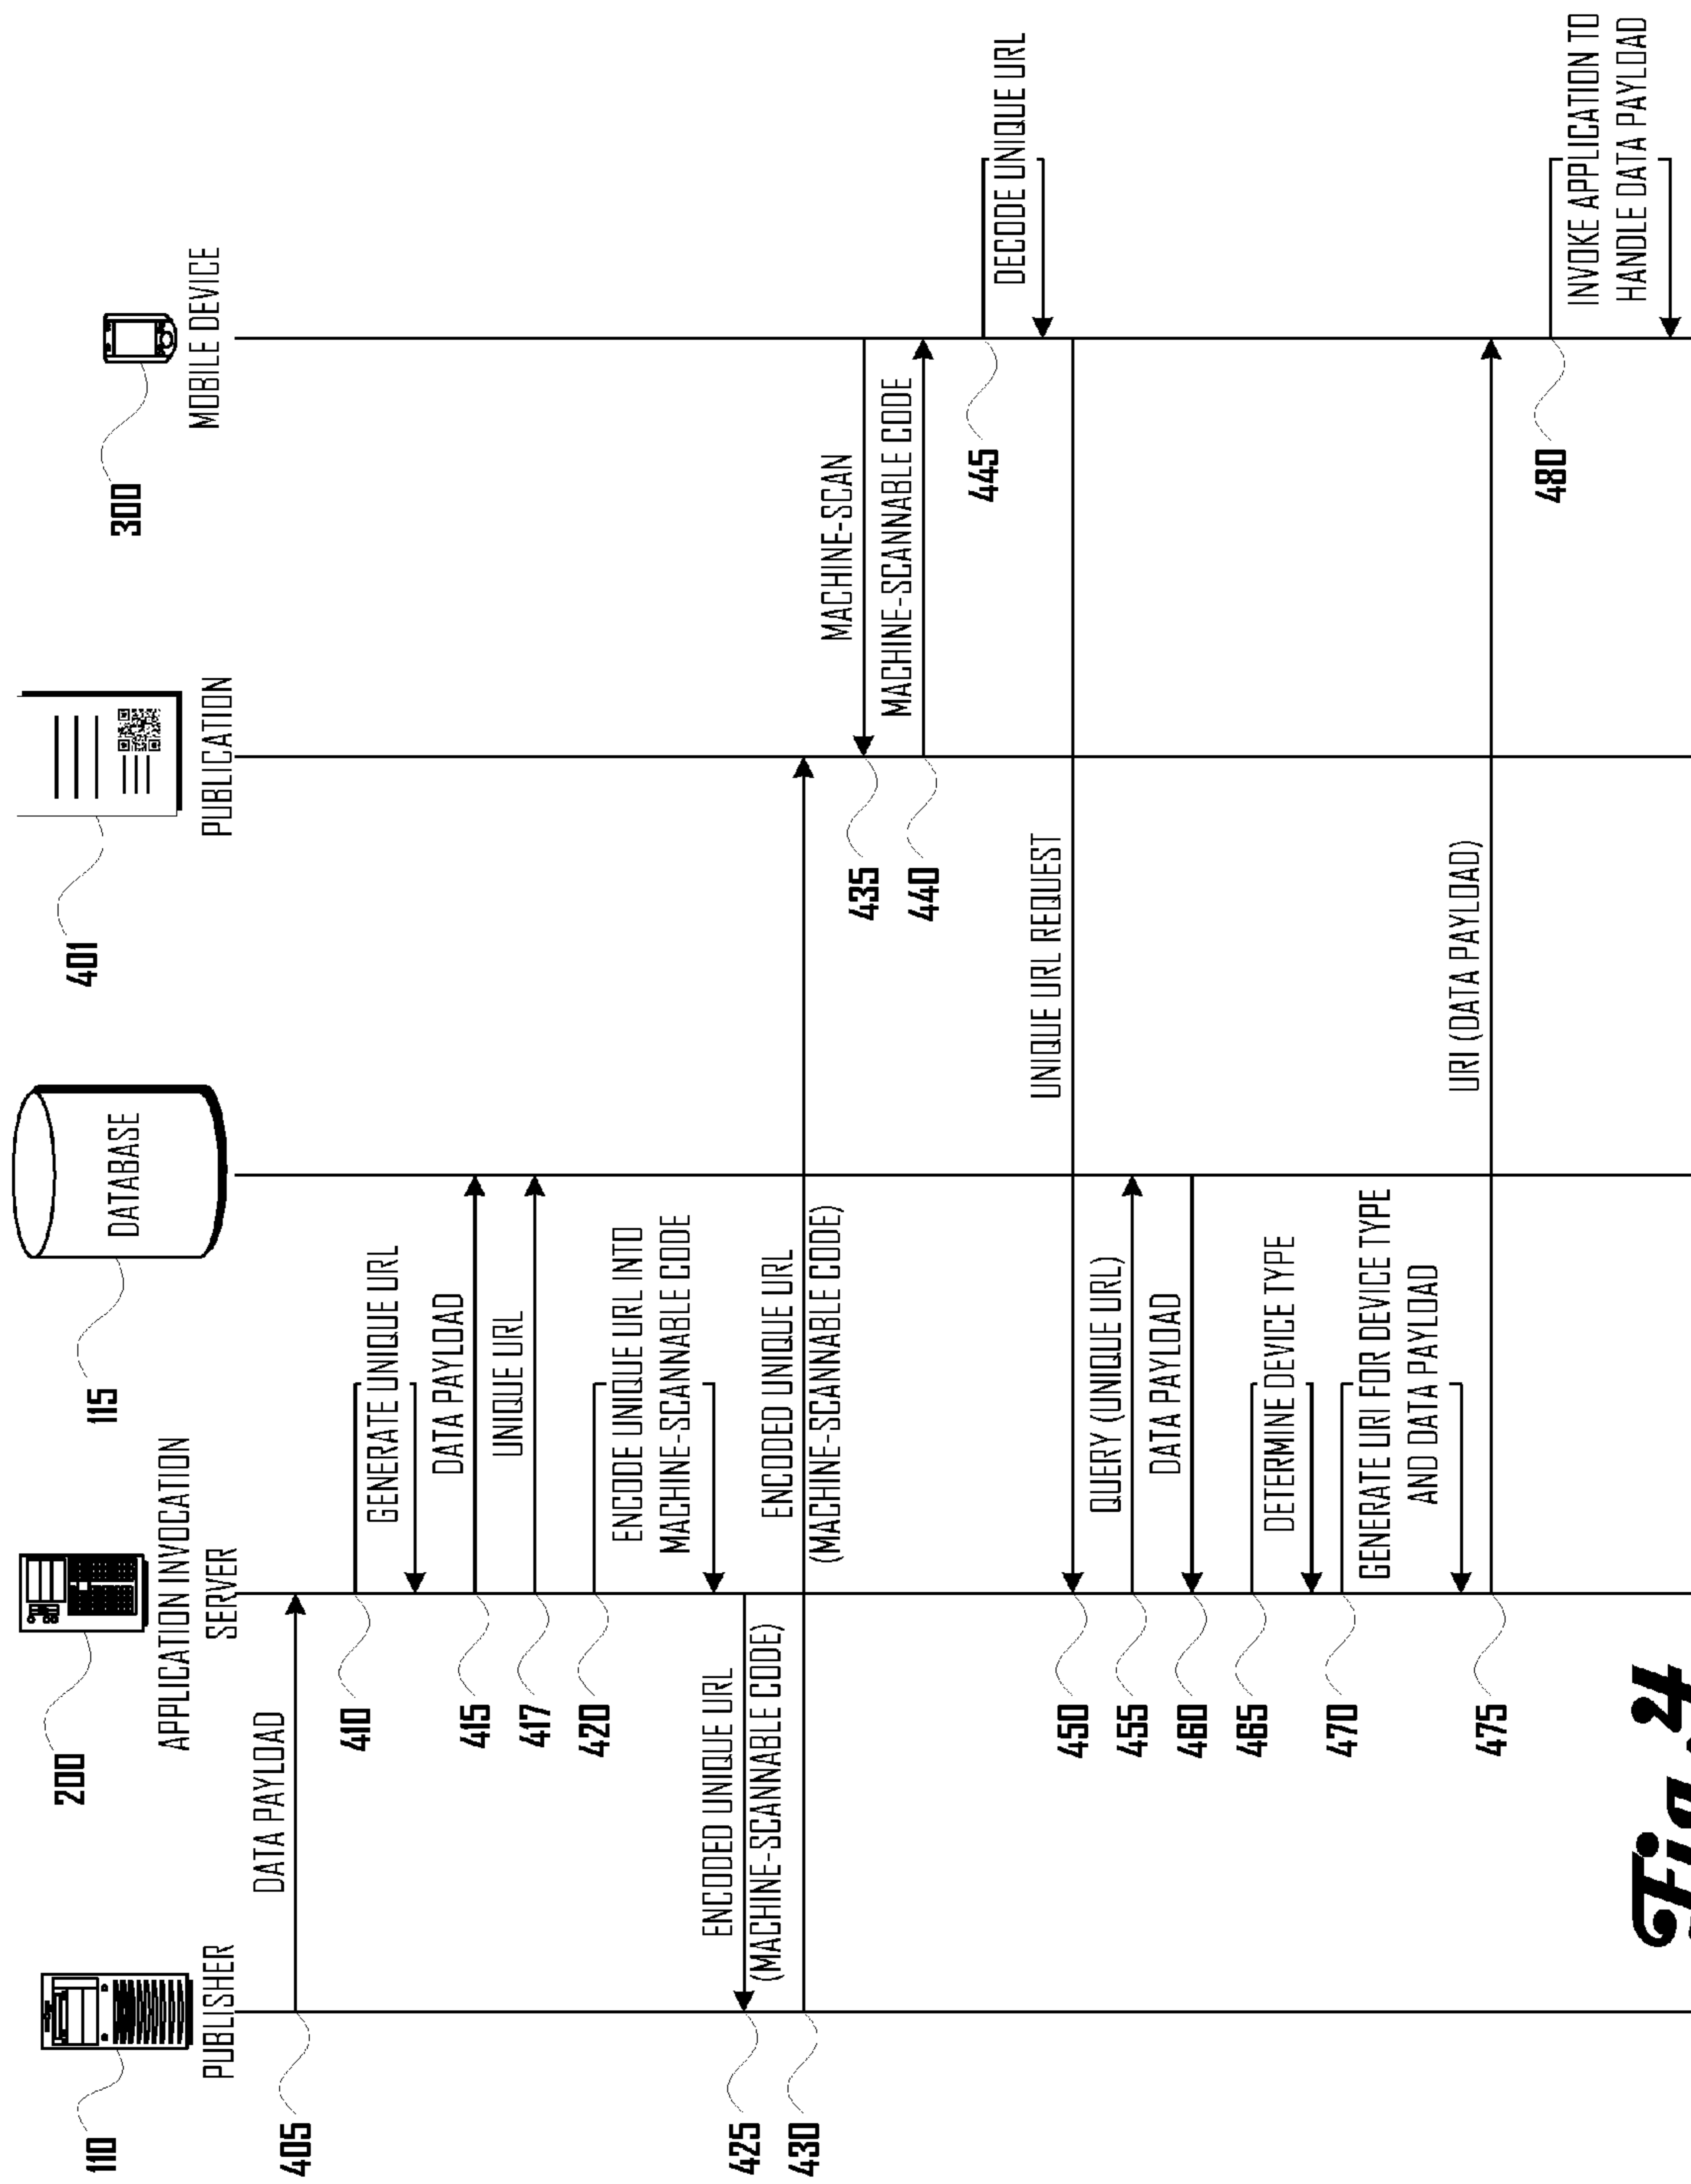 110
PUBLISHER
200
APPLICATION INVOCATION
SERVER
115
DATABASE
401
PUBLICATION
300
MOBILE DEVICE
405
DATA PAYLOAD
410
GENERATE UNIQUE URL
415
DATA PAYLOAD
417
UNIQUE URL
420
ENCODE UNIQUE URL INTO
MACHINE-SCANNABLE CODE
425
ENCODED UNIQUE URL
(MACHINE-SCANNABLE CODE)
430
ENCODED UNIQUE URL
(MACHINE-SCANNABLE CODE)
435
MACHINE-SCAN
440
MACHINE-SCANNABLE CODE
445
DECODE UNIQUE URL
450
UNIQUE URL REQUEST
455
QUERY (UNIQUE URL)
460
DATA PAYLOAD
465
DETERMINE DEVICE TYPE
470
GENERATE URI FOR DEVICE TYPE
AND DATA PAYLOAD
475
URI (DATA PAYLOAD)
480
INVOKE APPLICATION TO
HANDLE DATA PAYLOAD
Fig.4